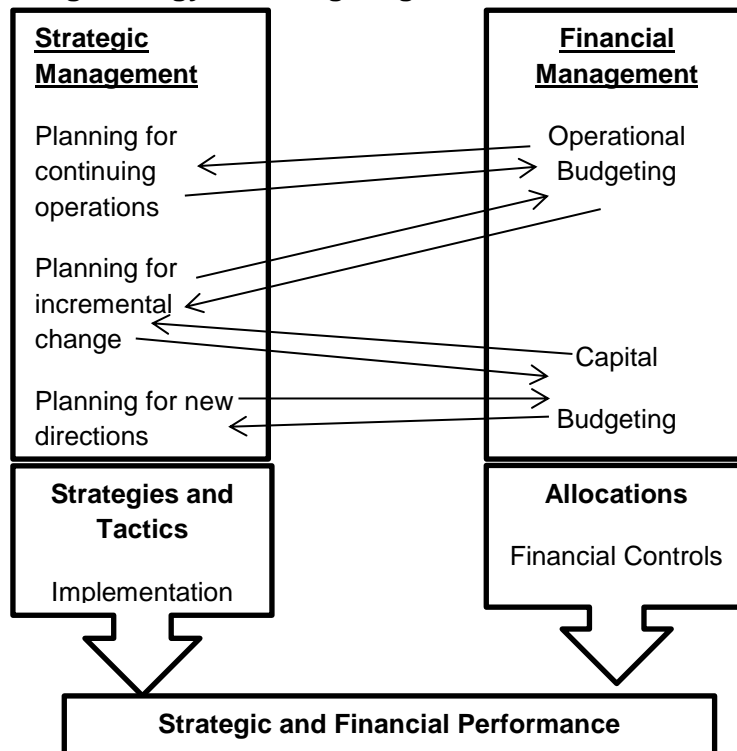 Strategic
Management
Planning for
continuing
operations
Planning for
incremental
change
Planning for new
directions
Financial
Management
Operational
Budgeting
Capital
Budgeting
Strategies and
Tactics
Implementation
Allocations
Financial Controls
Strategic and Financial Performance